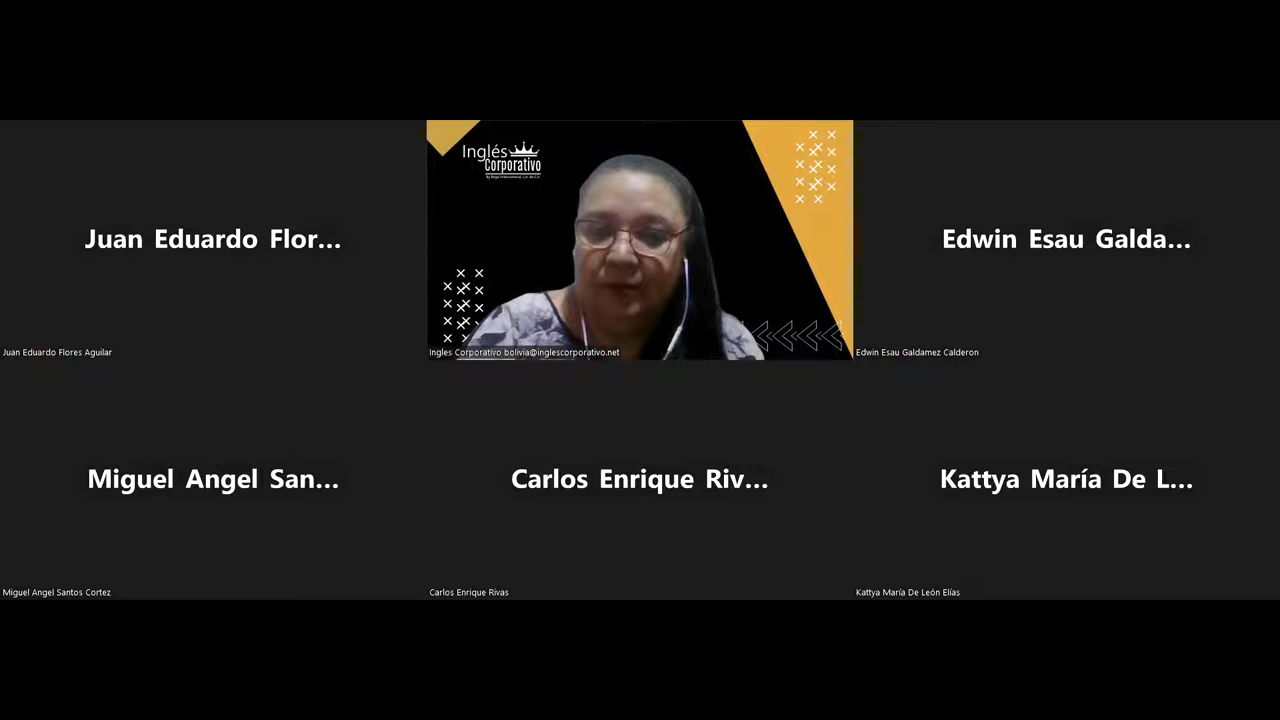 Juan Eduardo Flor...
Juan Eduardo Flores Aguilar
Inglés
Corporativo
Ingles Corporativo bolivia@inglescorporativo.net
Edwin Esau Galda...
Edwin Esau Galdamez Calderon
Miguel Angel San...
Miguel Angel Santos Cortez
Carlos Enrique Riv...
Carlos Enrique Rivas
Kattya María De L...
Kattya María De León Elías